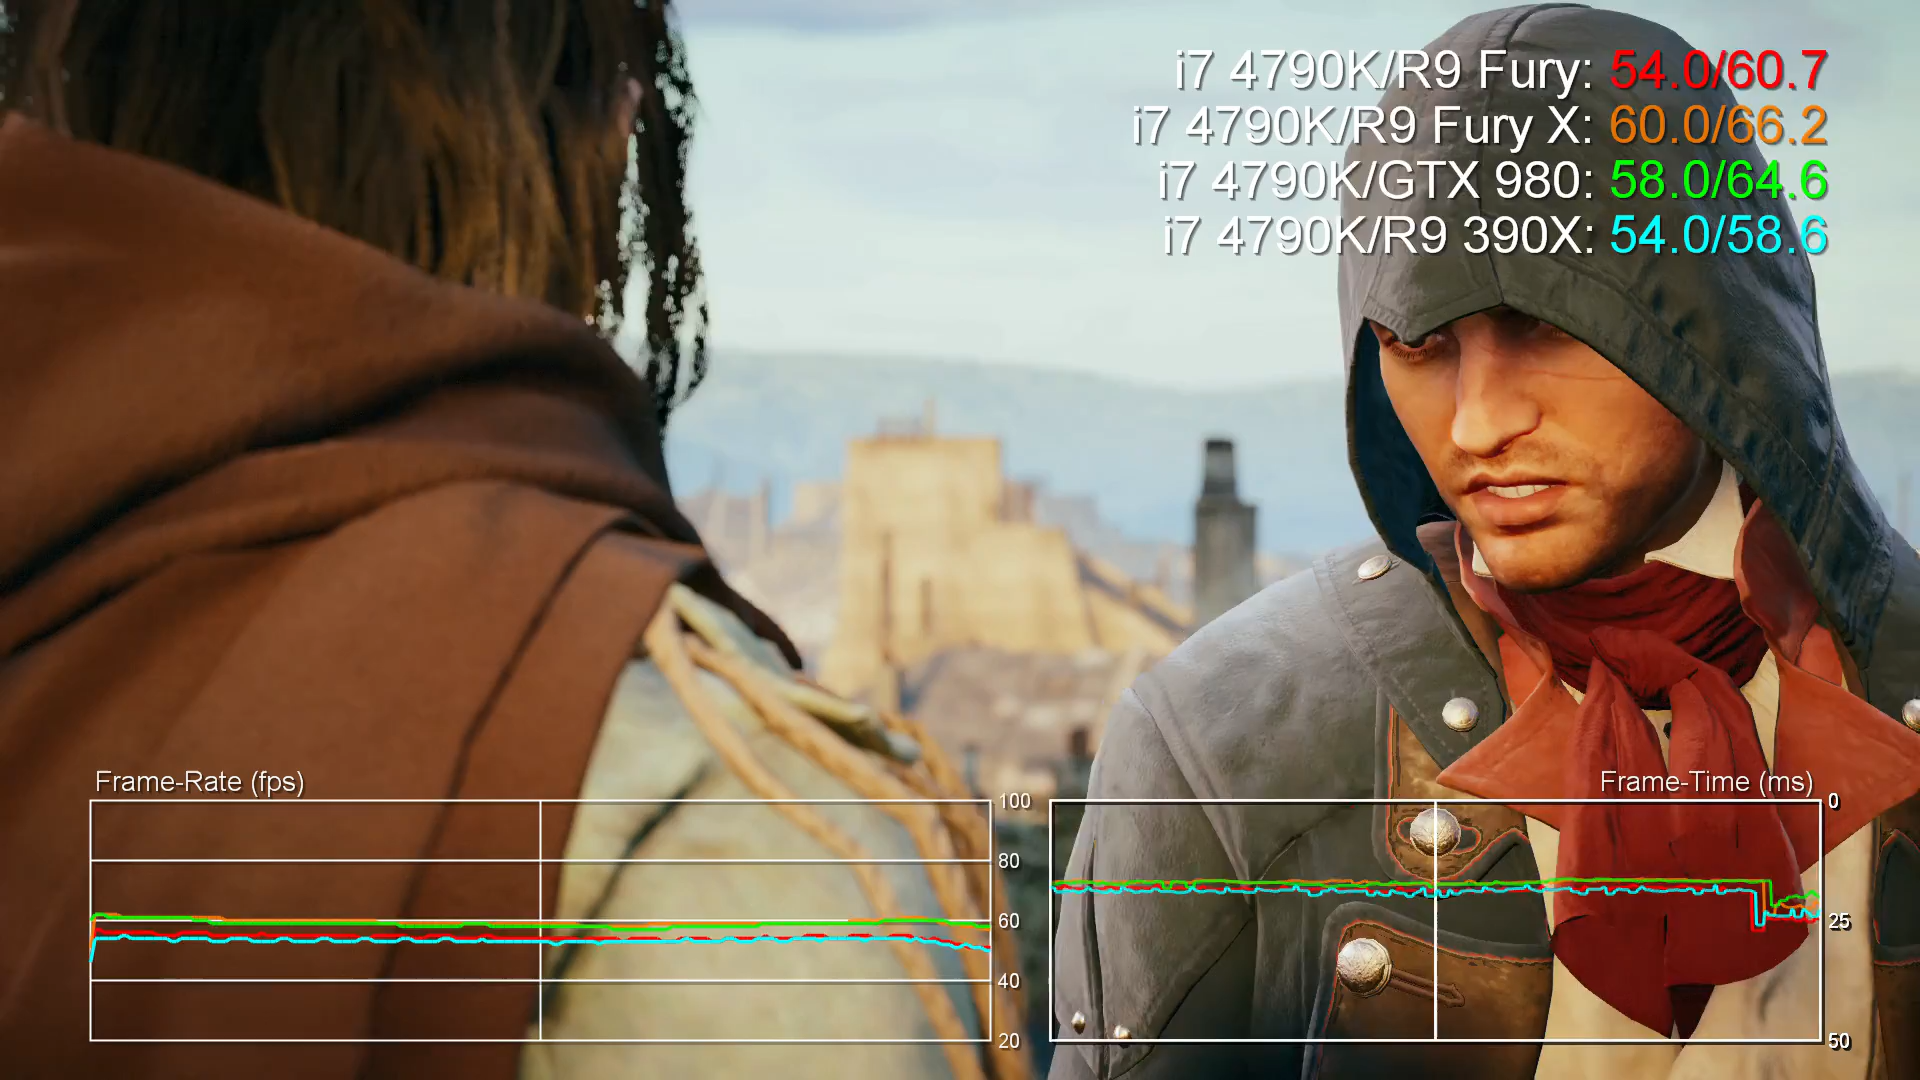 i7 4790K/R9 Fury: 54.0/60.7
i7 4790K/R9 Fury X: 60.0/66.2
i7 4790K/GTX 980: 58.0/64.6
i7 4790K/R9 390X: 54.0/58.6
Frame-Rate (fps)
100
80
60
40
20
Frame-Time (ms)
0
25
50